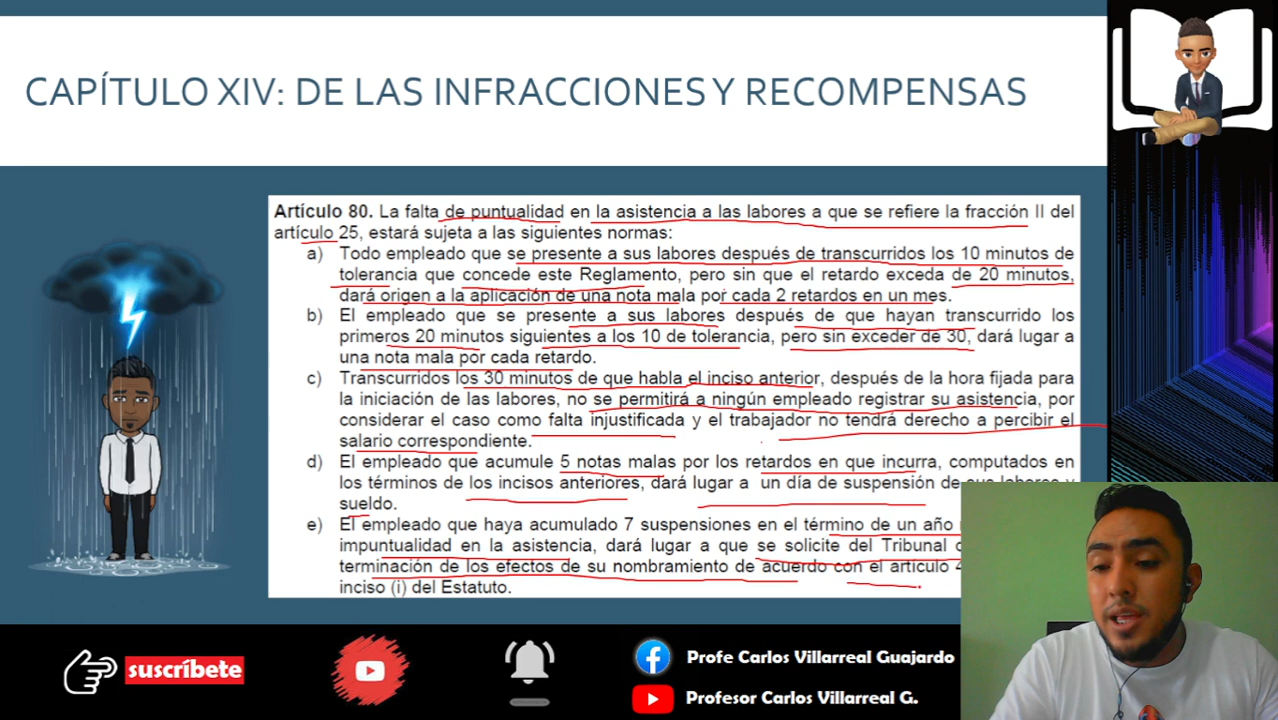 CAPÍTULO XIV: DE LAS INFRACCIONES Y RECOMPENSAS
Artículo 80. La falta de puntualidad en la asistencia a las labores a que se refiere la fracción II del
artículo 25, estará sujeta a las siguientes normas:
a) Todo empleado que se presente a sus labores después de transcurridos los 10 minutos de
tolerancia que concede este Reglamento, pero sin que el retardo exceda de 20 minutos,
dará origen a la aplicación de una nota mala por cada 2 retardos en un mes.
b) El empleado que se presente a sus labores después de que hayan transcurrido los
primeros 20 minutos siguientes a los 10 de tolerancia, pero sin exceder de 30, dará lugar a
una nota mala por cada retardo.
c) Transcurridos los 30 minutos de que habla el inciso anterior, después de la hora fijada para
la iniciación de las labores, no se permitirá a ningún empleado registrar su asistencia, por
considerar el caso como falta injustificada y el trabajador no tendrá derecho a percibir el
salario correspondiente.
d) El empleado que acumule 5 notas malas por los retardos en que incurra, computados en
los términos de los incisos anteriores, dará lugar a un día de suspensión de sus labores y
sueldo.
e) El empleado que haya acumulado 7 suspensiones en el término de un año
impuntualidad en la asistencia, dará lugar a que se solicite del Tribunal
terminación de los efectos de su nombramiento de acuerdo con el artículo
inciso (i) del Estatuto.
suscríbete
Profe Carlos Villarreal Guajardo
Profesor Carlos Villarreal G.